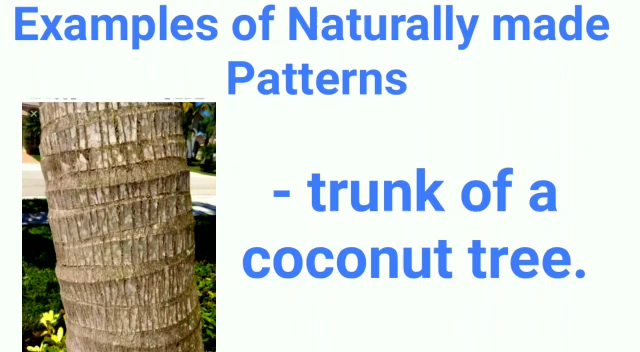 Examples of Naturally made
Patterns
- trunk of a
coconut tree.